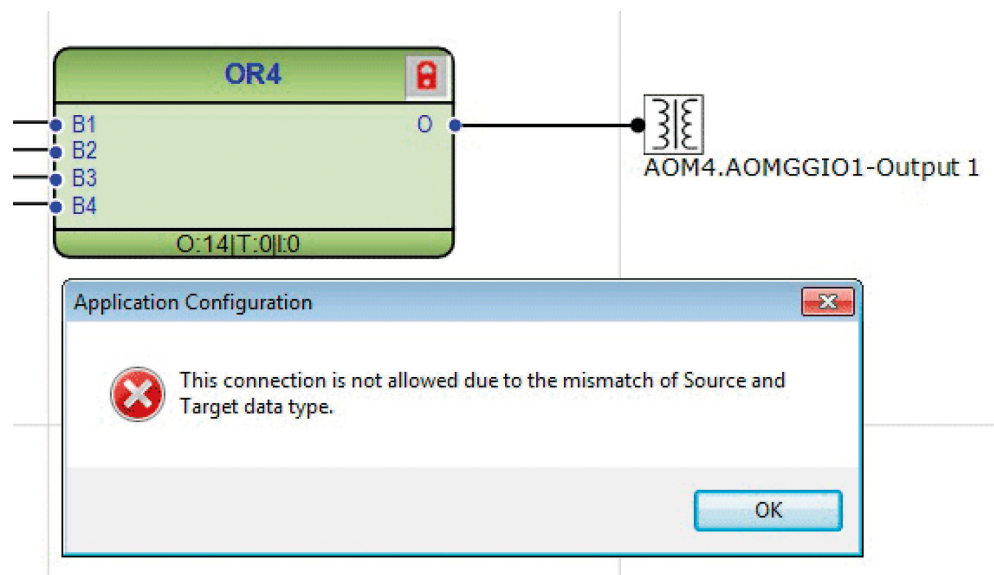 OR4
B1
O
B2
B3
B4
O:14|T:0|I:0
AOM4.AOMGGIO1-Output 1
Application Configuration
This connection is not allowed due to the mismatch of Source and
Target data type.
OK